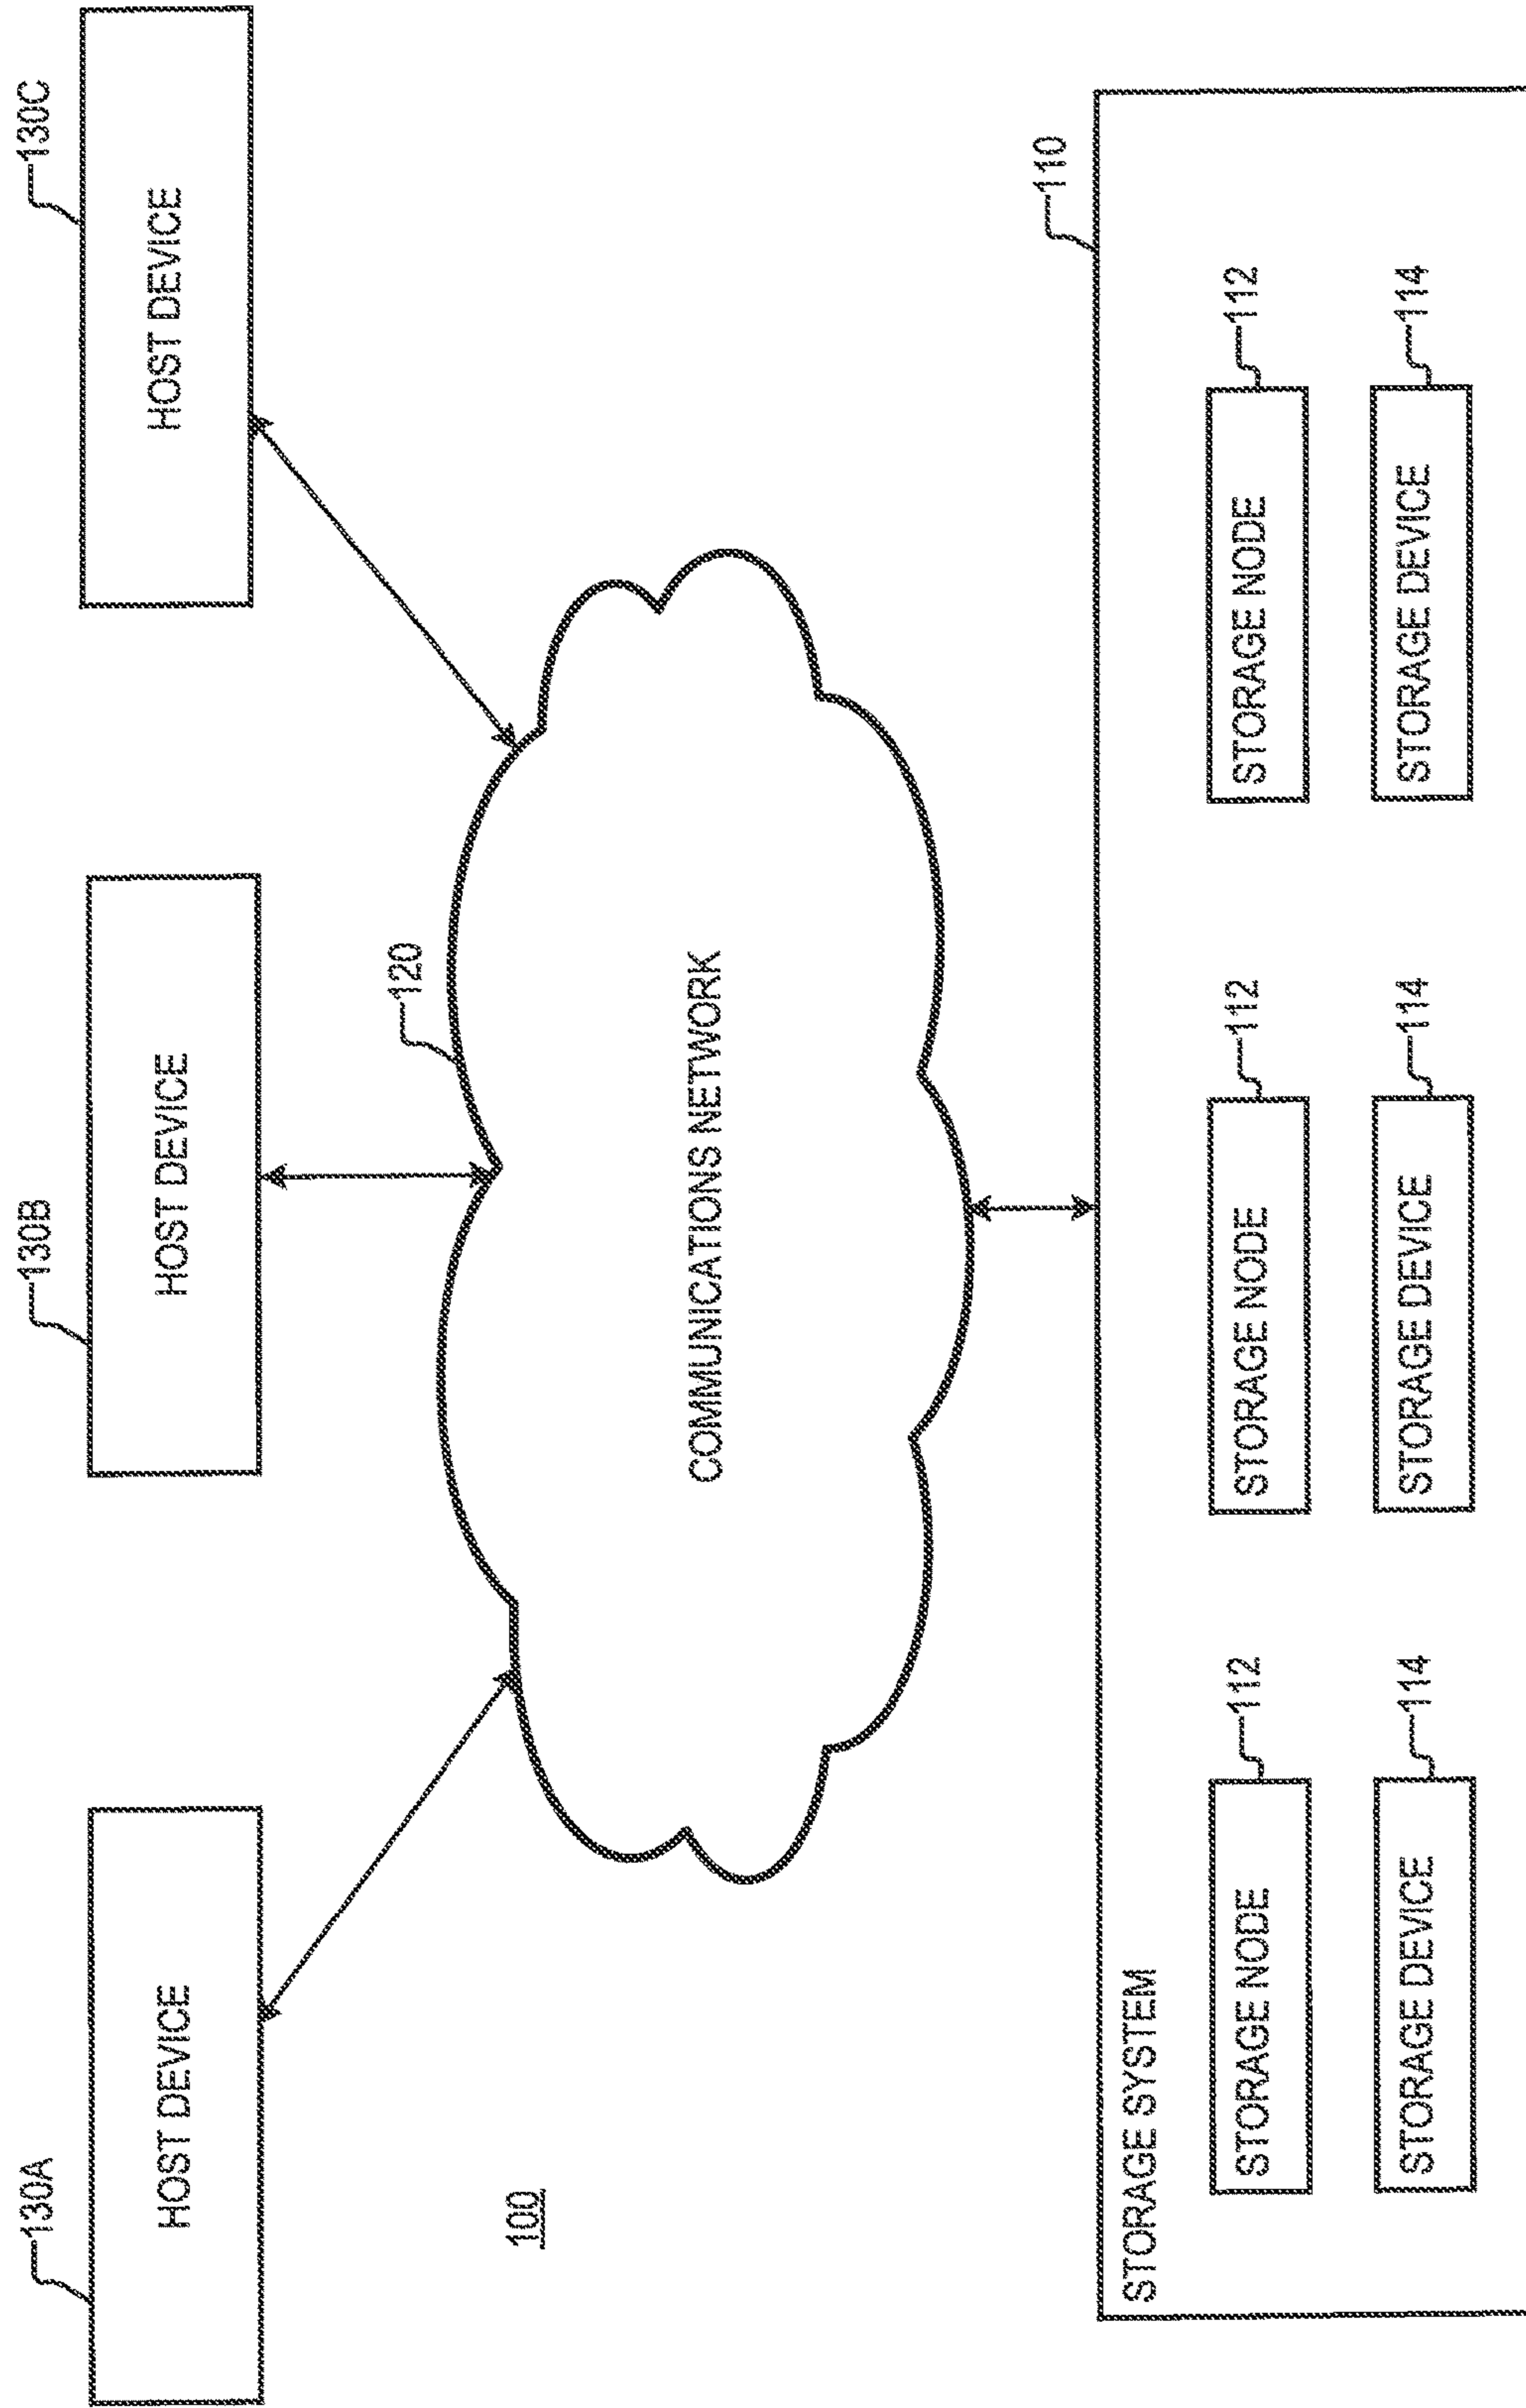 130A
130B
130C
HOST DEVICE
HOST DEVICE
HOST DEVICE
120
100
COMMUNICATIONS NETWORK
110
STORAGE SYSTEM
112
112
112
STORAGE NODE
STORAGE NODE
STORAGE NODE
114
114
114
STORAGE DEVICE
STORAGE DEVICE
STORAGE DEVICE